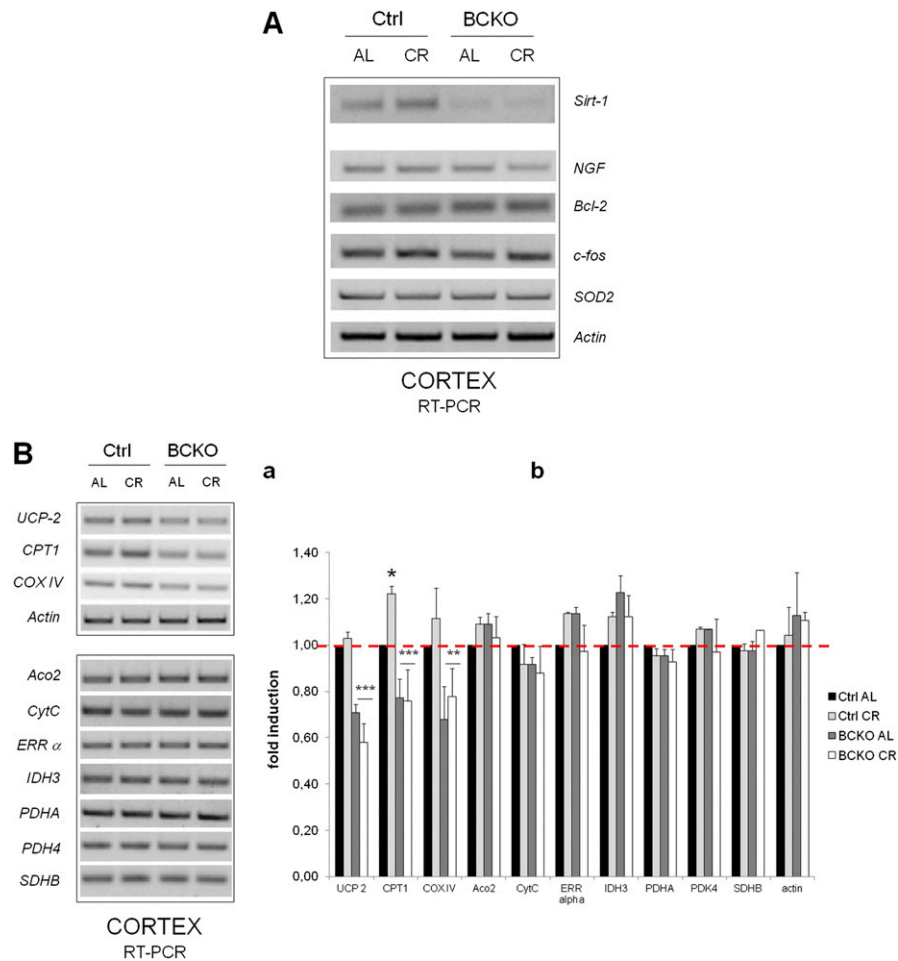 A
Ctrl BCKO
AL CR AL CR
Sirt-1
NGF
Bcl-2
c-fos
SOD2
Actin
CORTEX
RT-PCR
B
Ctrl BCKO
AL CR AL CR
UCP-2
CPT1
COX IV
Actin
Aco2
CytC
ERR α
IDH3
PDHA
PDH4
SDHB
CORTEX
RT-PCR
a b
fold induction
1,40
1,20
1,00
0,80
0,60
0,40
0,20
0,00
*
*** **
***
UCP 2 CPT1 COX IV Aco2 CytC ERR alpha IDH3 PDHA PDK4 SDHB actin
Ctrl AL
Ctrl CR
BCKO AL
BCKO CR